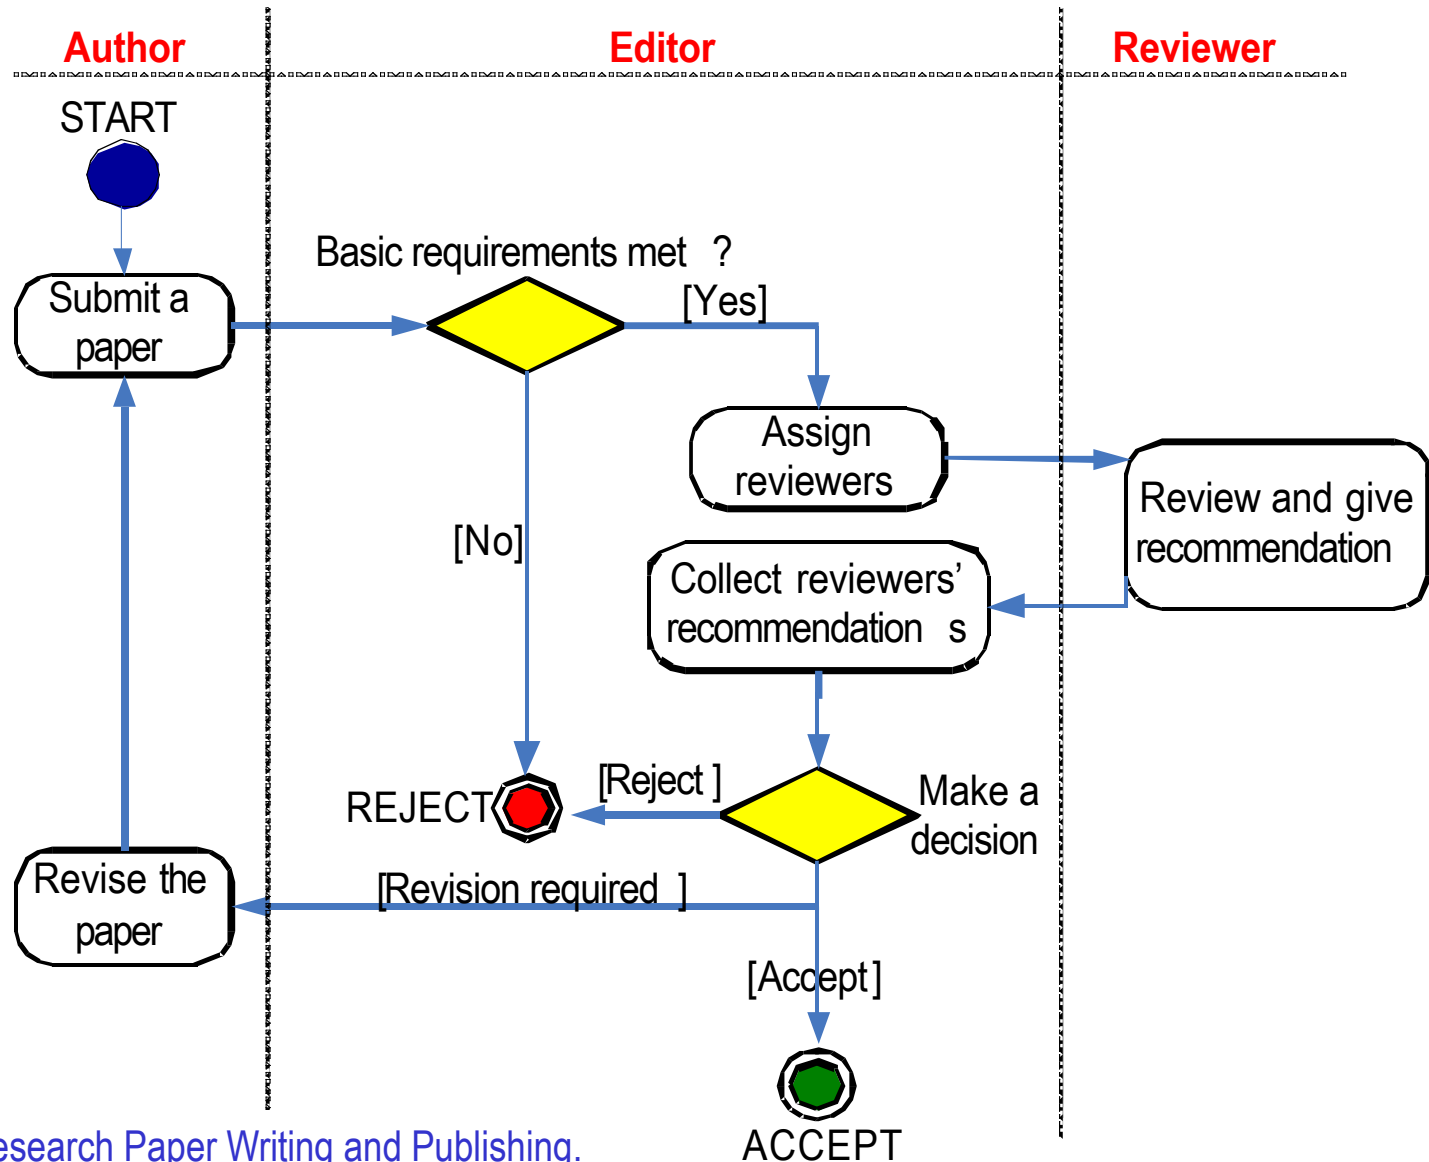 Author
Editor
Reviewer
START
Basic requirements met ?
[Yes]
Submit a
paper
Assign
reviewers
Review and give
recommendation
[No]
Collect reviewers’
recommendation s
[Reject ]
REJECT
Make a
decision
Revise the
paper
[Revision required ]
[Accept]
ACCEPT
esearch Paper Writing and Publishing.